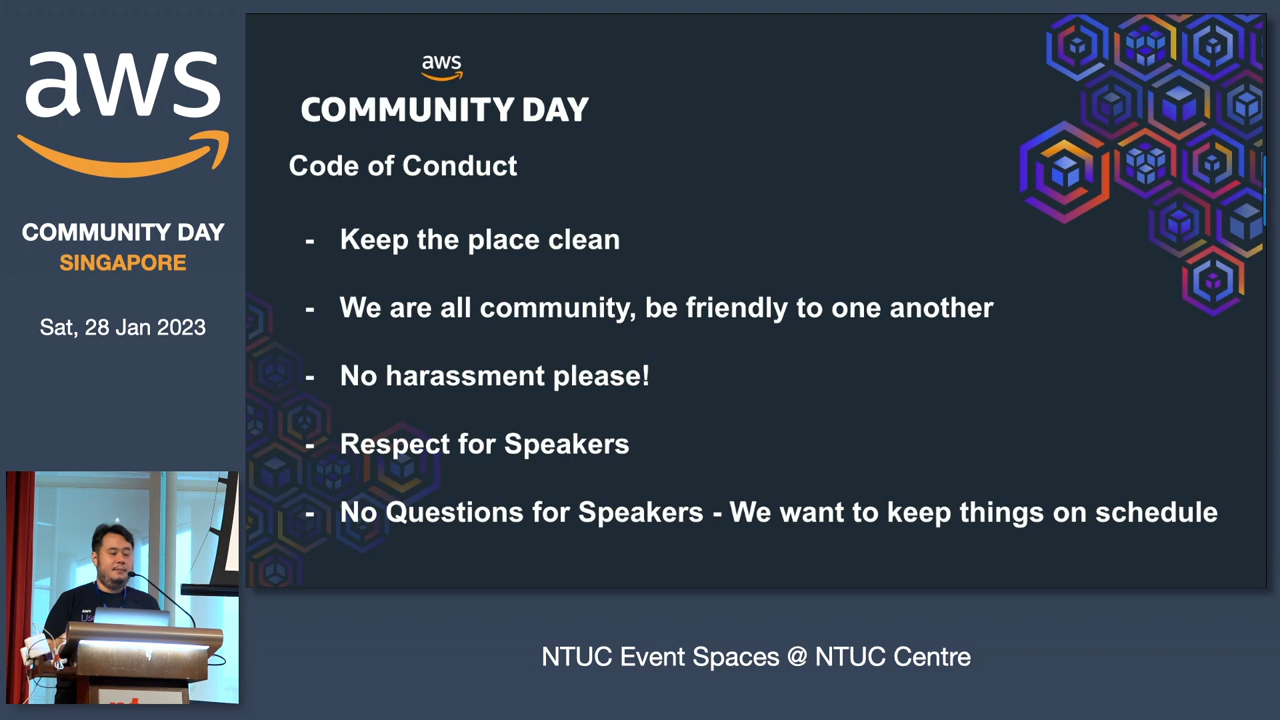 aws
COMMUNITY DAY
SINGAPORE
Sat, 28 Jan 2023
aws
COMMUNITY DAY
Code of Conduct
- Keep the place clean
- We are all community, be friendly to one another
- No harassment please!
- Respect for Speakers
- No Questions for Speakers - We want to keep things on schedule
NTUC Event Spaces @ NTUC Centre
aws